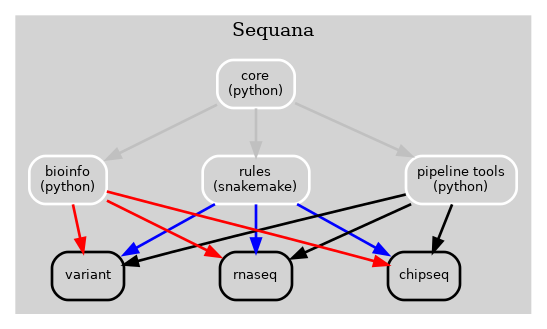 Sequana
core
(python)
bioinfo
(python)
rules
(snakemake)
pipeline tools
(python)
variant
rnaseq
chipseq